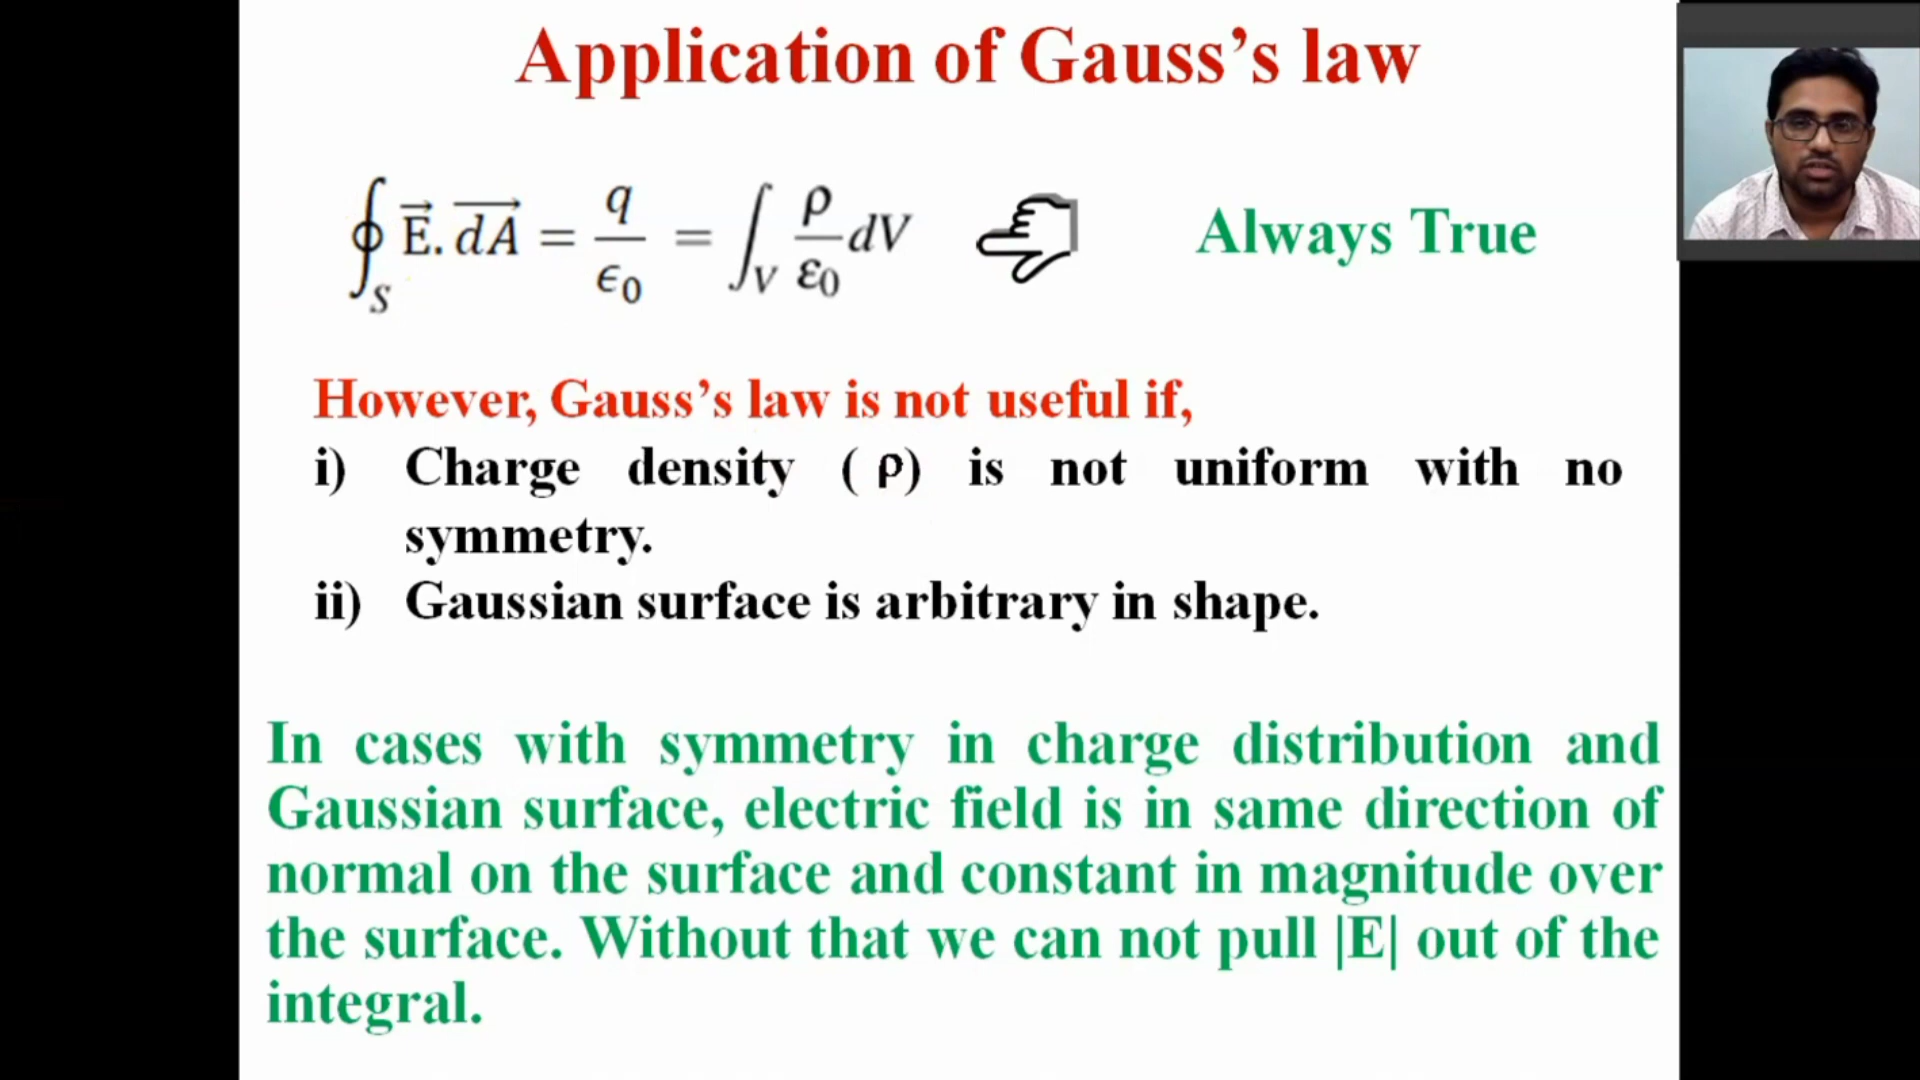 Application of Gauss’s law
∮_S E⃗. dA⃗ = q/ϵ₀ = ∫_V ρ/ε₀ dV
Always True
However, Gauss’s law is not useful if,
i) Charge density ( ρ) is not uniform with no
symmetry.
ii) Gaussian surface is arbitrary in shape.
In cases with symmetry in charge distribution and
Gaussian surface, electric field is in same direction of
normal on the surface and constant in magnitude over
the surface. Without that we can not pull |E| out of the
integral.